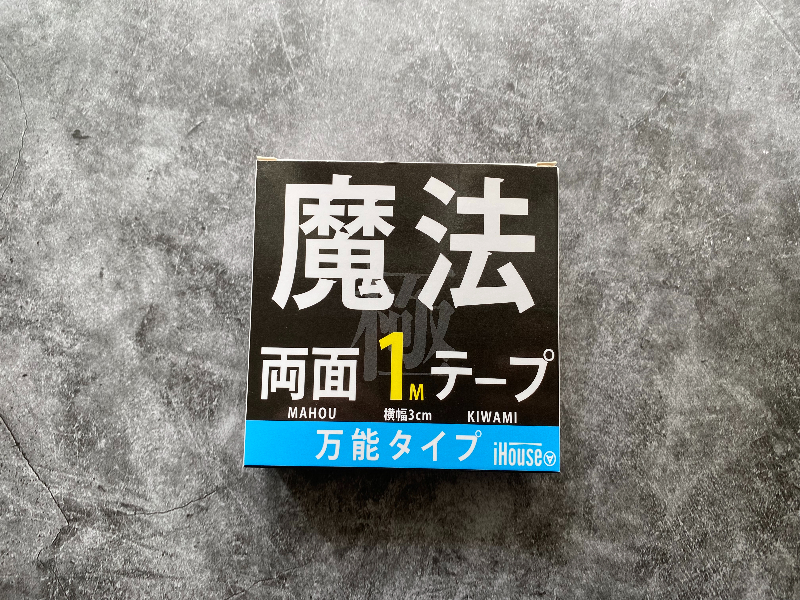 魔法
極
両面 1M テープ
MAHOU 横幅3cm KIWAMI
万能タイプ iHouse